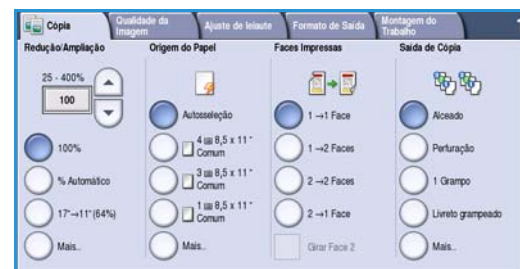 Cópia
Qualidade da
Imagem
Ajuste de leiaute
Formato de Saída
Montagem do
Trabalho
Redução/Ampliação
25 - 400%
100
100%
% Automático
17"→11" (64%)
Mais...
Origem do Papel
Autosseleção
4 8,5 x 11"
Comum
3 8,5 x 11"
Comum
1 8,5 x 11"
Comum
Mais...
Faces Impressas
1 →1 Face
1 →2 Faces
2 →2 Faces
2 →1 Face
Girar Face 2
Saída de Cópia
Alceado
Perfuração
1 Grampo
Livreto grampeado
Mais...